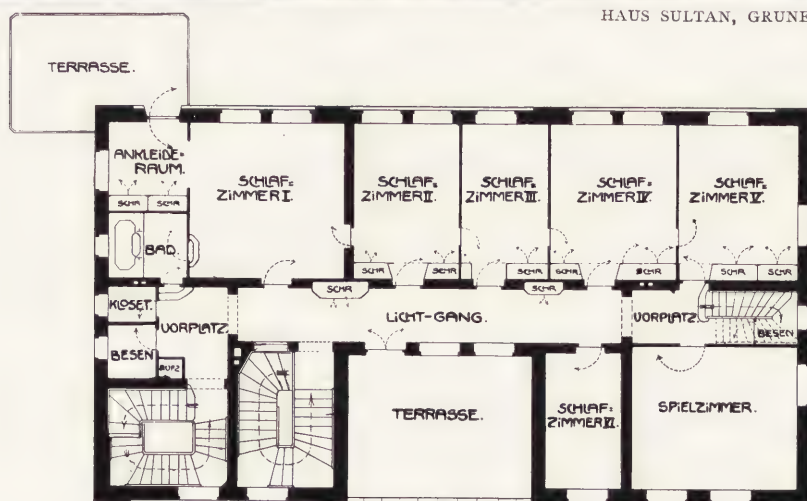 HAUS SULTAN, GRUNE
TERRASSE.
ANKLEIDE=
RAUM.
SCHLAF=
ZIMMER I.
SCHLAF=
ZIMMER II.
SCHLAF=
ZIMMER III.
SCHLAF=
ZIMMER IV.
SCHLAF=
ZIMMER V.
SCHR
SCHR
BAD
SCHR
SCHR
SCHR
SCHR
SCHR
SCHR
SCHR
KLOSET.
SCHR
SCHR
VORPLATZ.
LICHT-GANG.
VORPLATZ.
BESEN
BESEN
AUFZ
TERRASSE.
SCHLAF=
ZIMMER VI.
SPIELZIMMER.